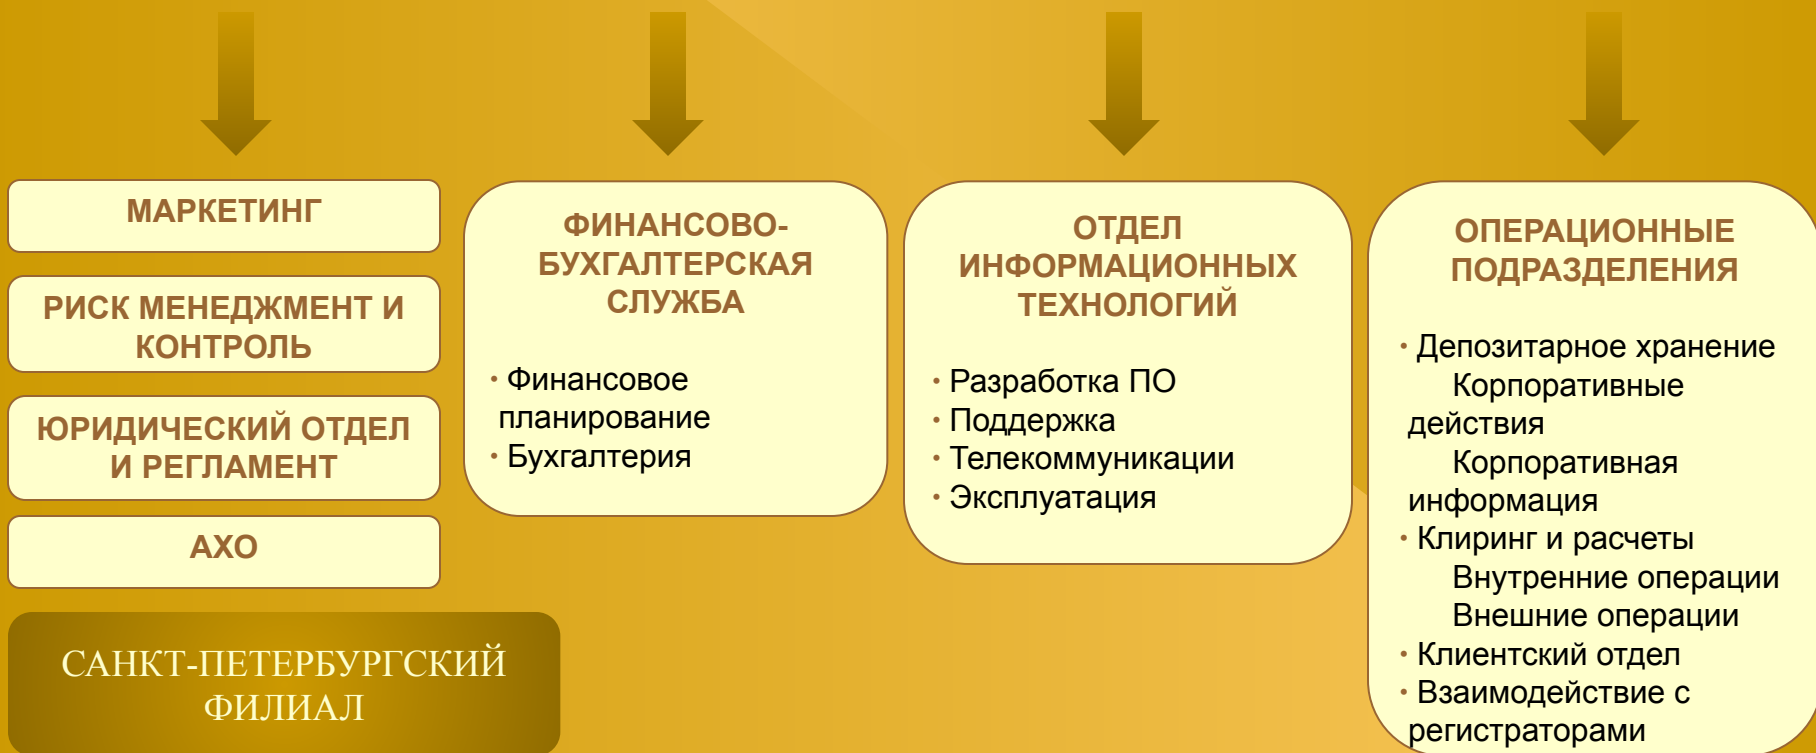 МАРКЕТИНГ
РИСК МЕНЕДЖМЕНТ И
КОНТРОЛЬ
ЮРИДИЧЕСКИЙ ОТДЕЛ
И РЕГЛАМЕНТ
АХО
САНКТ-ПЕТЕРБУРГСКИЙ
ФИЛИАЛ
ФИНАНСОВО-
БУХГАЛТЕРСКАЯ
СЛУЖБА
· Финансовое
планирование
· Бухгалтерия
ОТДЕЛ
ИНФОРМАЦИОННЫХ
ТЕХНОЛОГИЙ
· Разработка ПО
· Поддержка
· Телекоммуникации
· Эксплуатация
ОПЕРАЦИОННЫЕ
ПОДРАЗДЕЛЕНИЯ
· Депозитарное хранение
Корпоративные
действия
Корпоративная
информация
· Клиринг и расчеты
Внутренние операции
Внешние операции
· Клиентский отдел
· Взаимодействие с
регистраторами